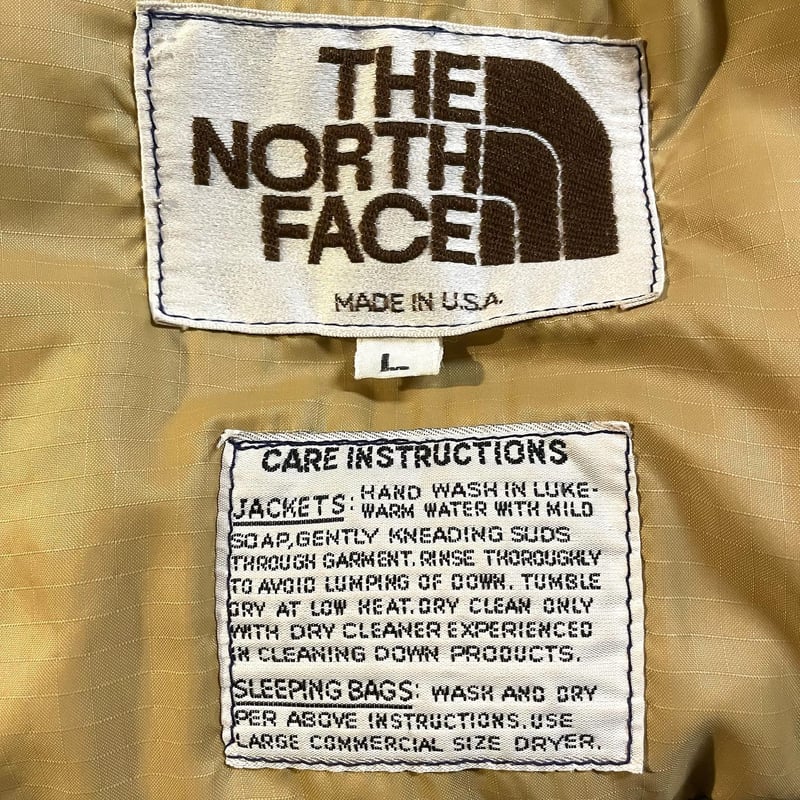 THE
NORTH
FACE
MADE IN U.S.A.
L
CARE INSTRUCTIONS
JACKETS: HAND WASH IN LUKE-
WARM WATER WITH MILD
SOAP, GENTLY KNEADING SUDS
THROUGH GARMENT. RINSE THOROUGHLY
TO AVOID LUMPING OF DOWN. TUMBLE
DRY AT LOW HEAT. DRY CLEAN ONLY
WITH DRY CLEANER EXPERIENCED
IN CLEANING DOWN PRODUCTS.
SLEEPING BAGS: WASH AND DRY
PER ABOVE INSTRUCTIONS. USE
LARGE COMMERCIAL SIZE DRYER.